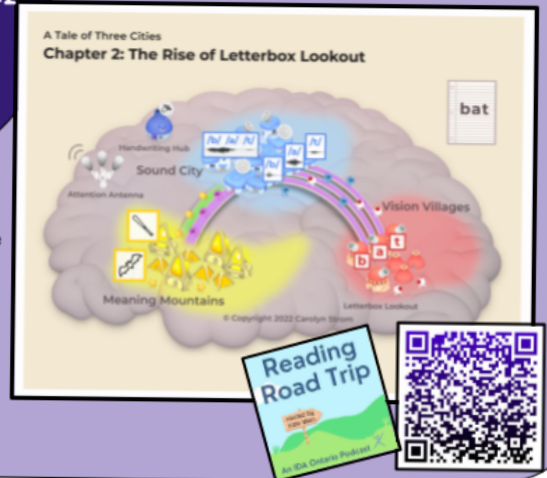 A Tale of Three Cities
Chapter 2: The Rise of Letterbox Lookout
bat
Handwriting Hub
/b/ /a/ /t/
/t/
/a/
/b/
Sound City
Attention Antenna
Vision Villages
b a t
Meaning Mountains
Letterbox Lookout
© Copyright 2022 Carolyn Strom
Reading
Road Trip
An IDA Ontario Podcast